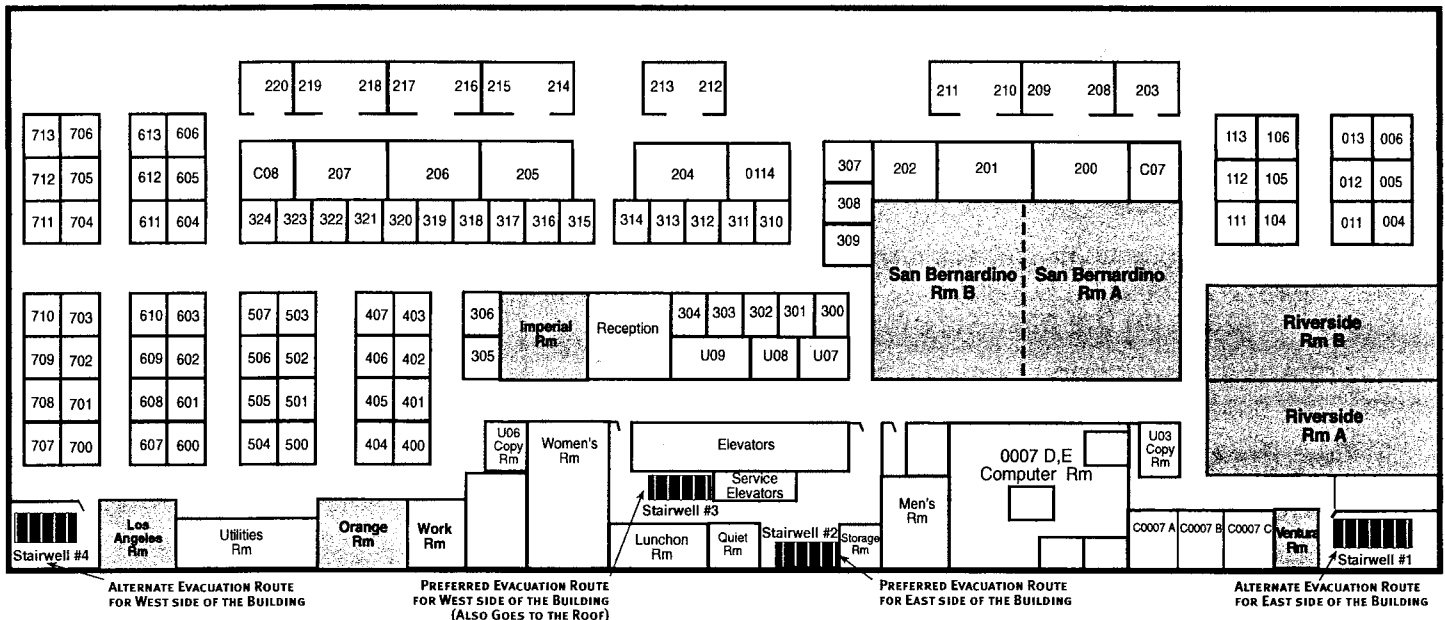 220 219 218 217 216 215 214
213 212
211 210 209 208 203
713 706
712 705
711 704
613 606
612 605
611 604
C08 207 206 205
324 323 322 321 320 319 318 317 316 315
204 0114
314 313 312 311 310
307
308
309
202 201 200 C07
San Bernardino
Rm B
San Bernardino
Rm A
113 106
112 105
111 104
013 006
012 005
011 004
710 703
709 702
708 701
707 700
610 603
609 602
608 601
607 600
507 503
506 502
505 501
504 500
407 403
406 402
405 401
404 400
306
305
Imperial
Rm
Reception
304 303 302 301 300
U09 U08 U07
Riverside
Rm B
Riverside
Rm A
U06
Copy
Rm
Women's
Rm
Elevators
Service
Elevators
Stairwell #3
Men's
Rm
0007 D,E
Computer Rm
U03
Copy
Rm
Stairwell #4
Los
Angeles
Rm
Utilities
Rm
Orange
Rm
Work
Rm
Lunchon
Rm
Quiet
Rm
Stairwell #2
Storage
Rm
C0007 A C0007 B C0007 C
Ventura
Rm
Stairwell #1
ALTERNATE EVACUATION ROUTE
FOR WEST SIDE OF THE BUILDING
PREFERRED EVACUATION ROUTE
FOR WEST SIDE OF THE BUILDING
(ALSO GOES TO THE ROOF)
PREFERRED EVACUATION ROUTE
FOR EAST SIDE OF THE BUILDING
ALTERNATE EVACUATION ROUTE
FOR EAST SIDE OF THE BUILDING